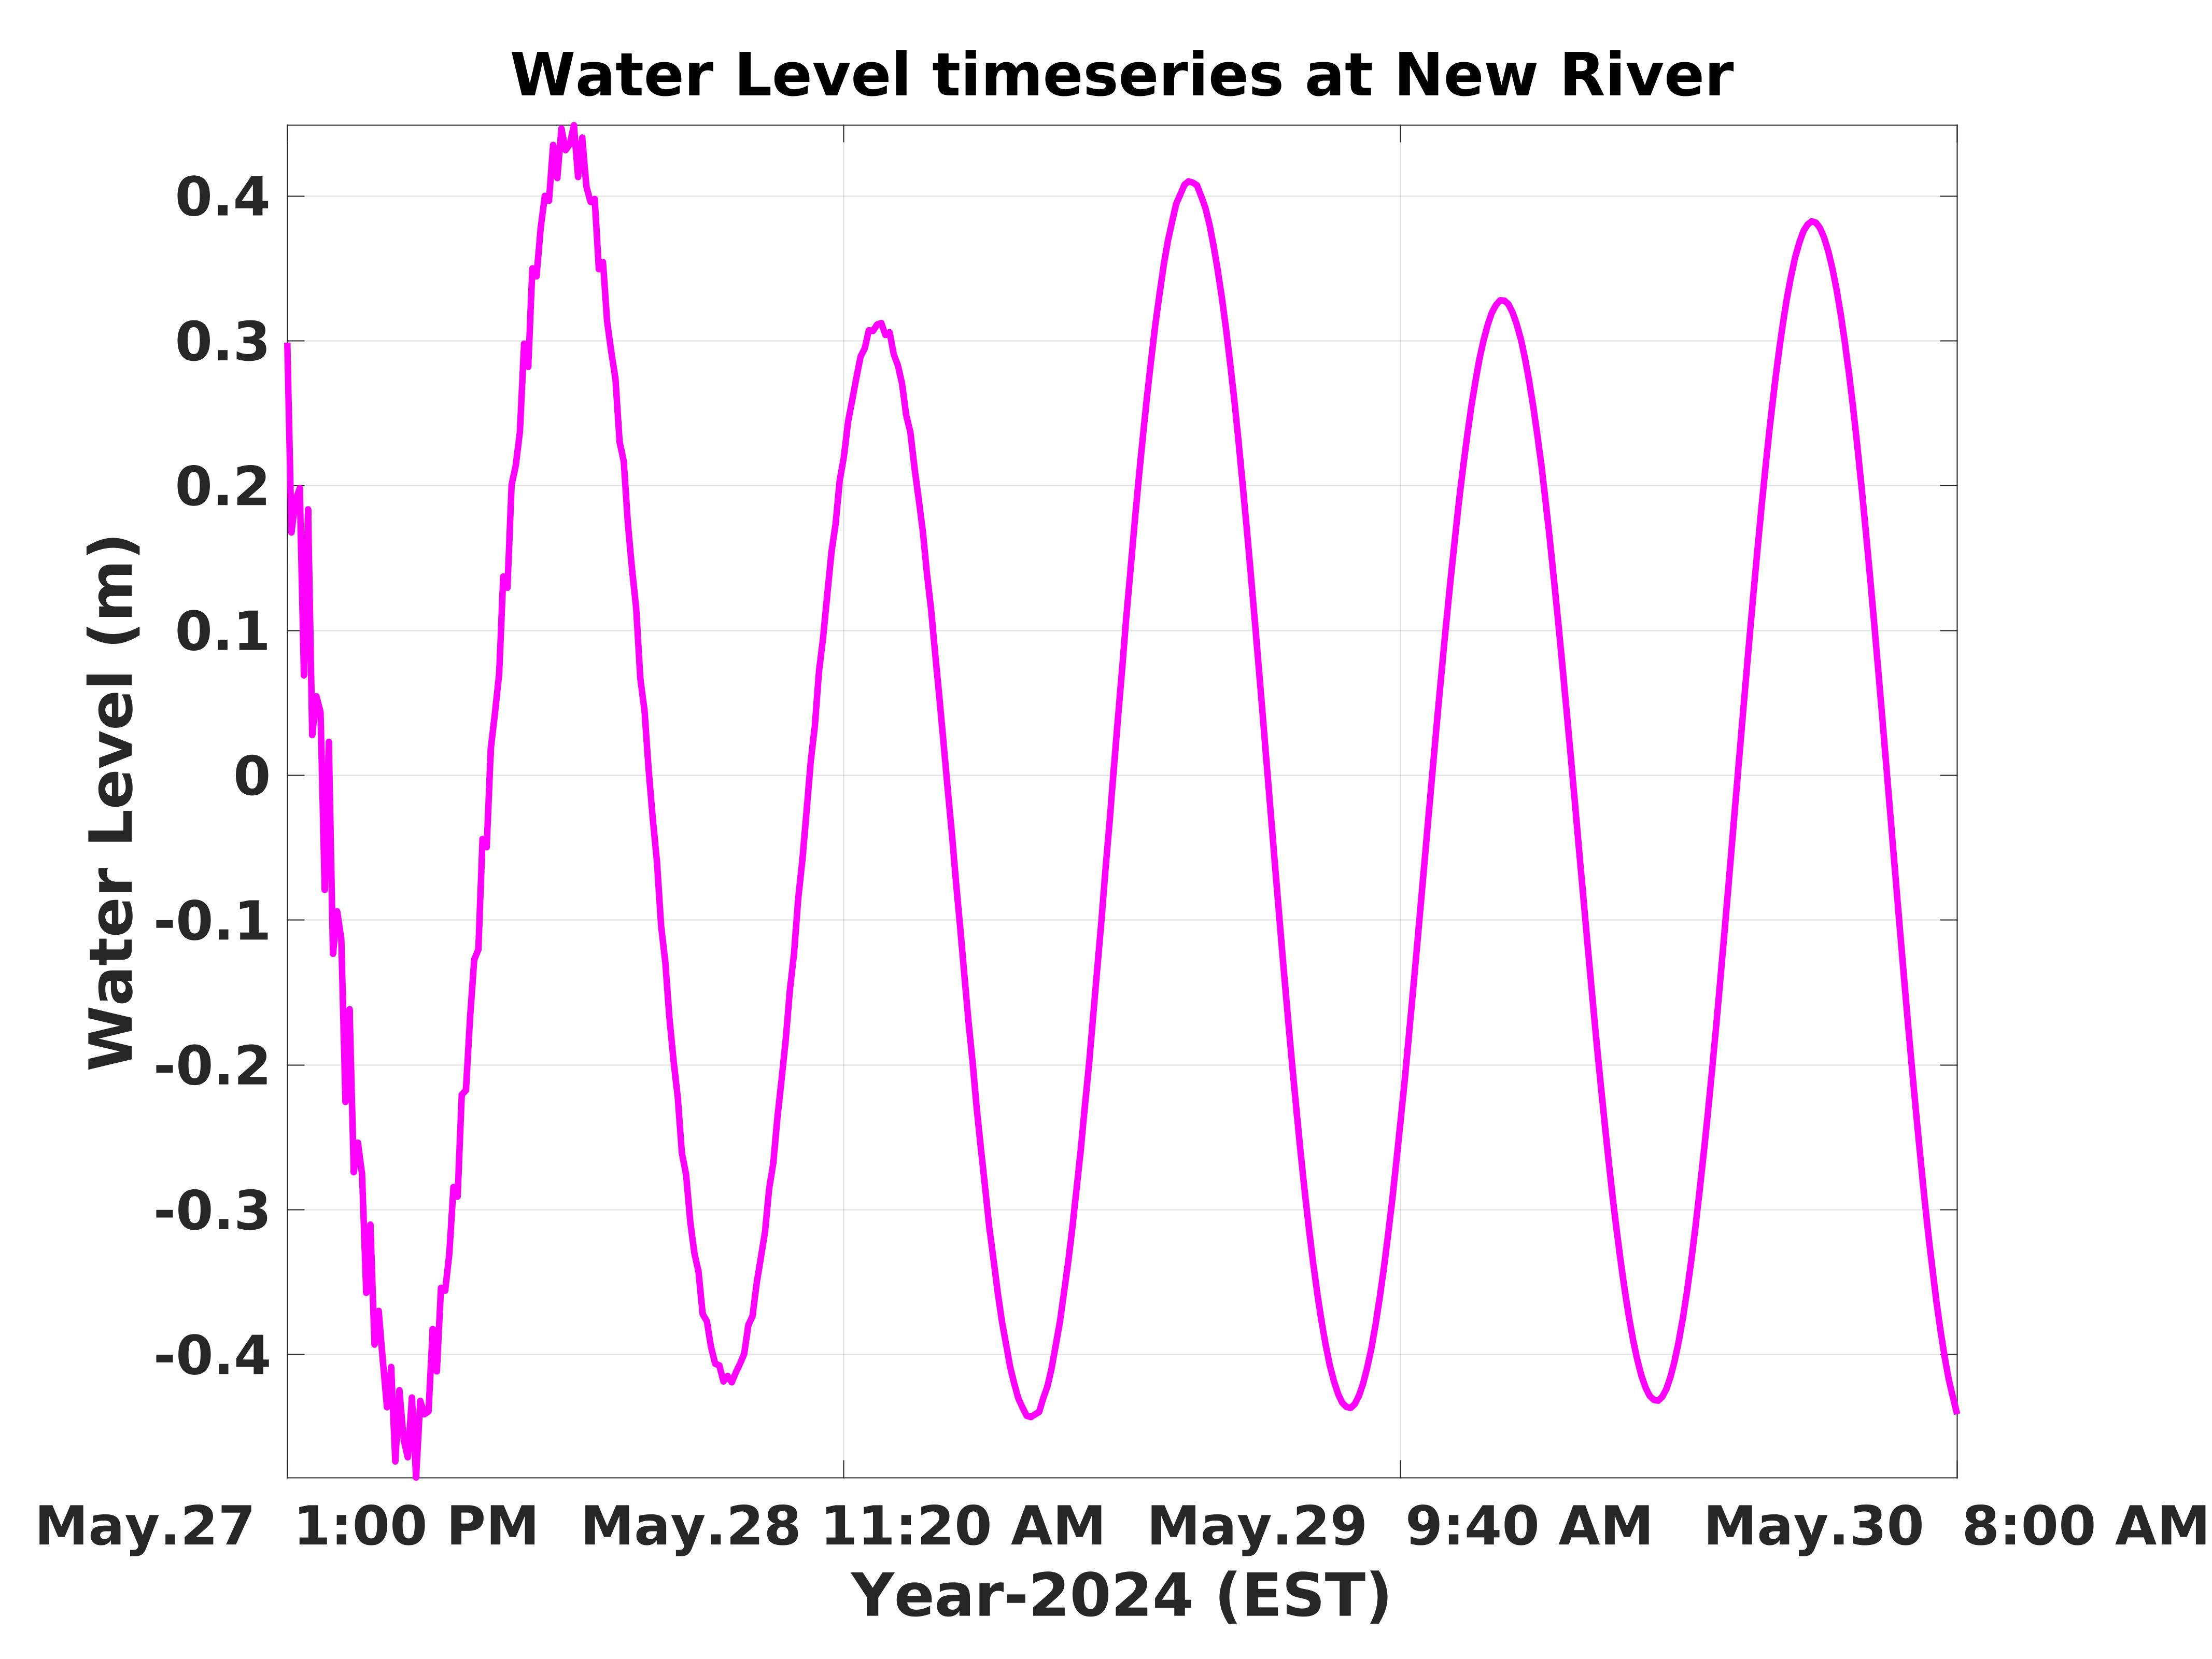 Water Level timeseries at New River
Water Level (m)
0.4
0.3
0.2
0.1
0
-0.1
-0.2
-0.3
-0.4
May.27 1:00 PM May.28 11:20 AM May.29 9:40 AM May.30 8:00 AM
Year-2024 (EST)